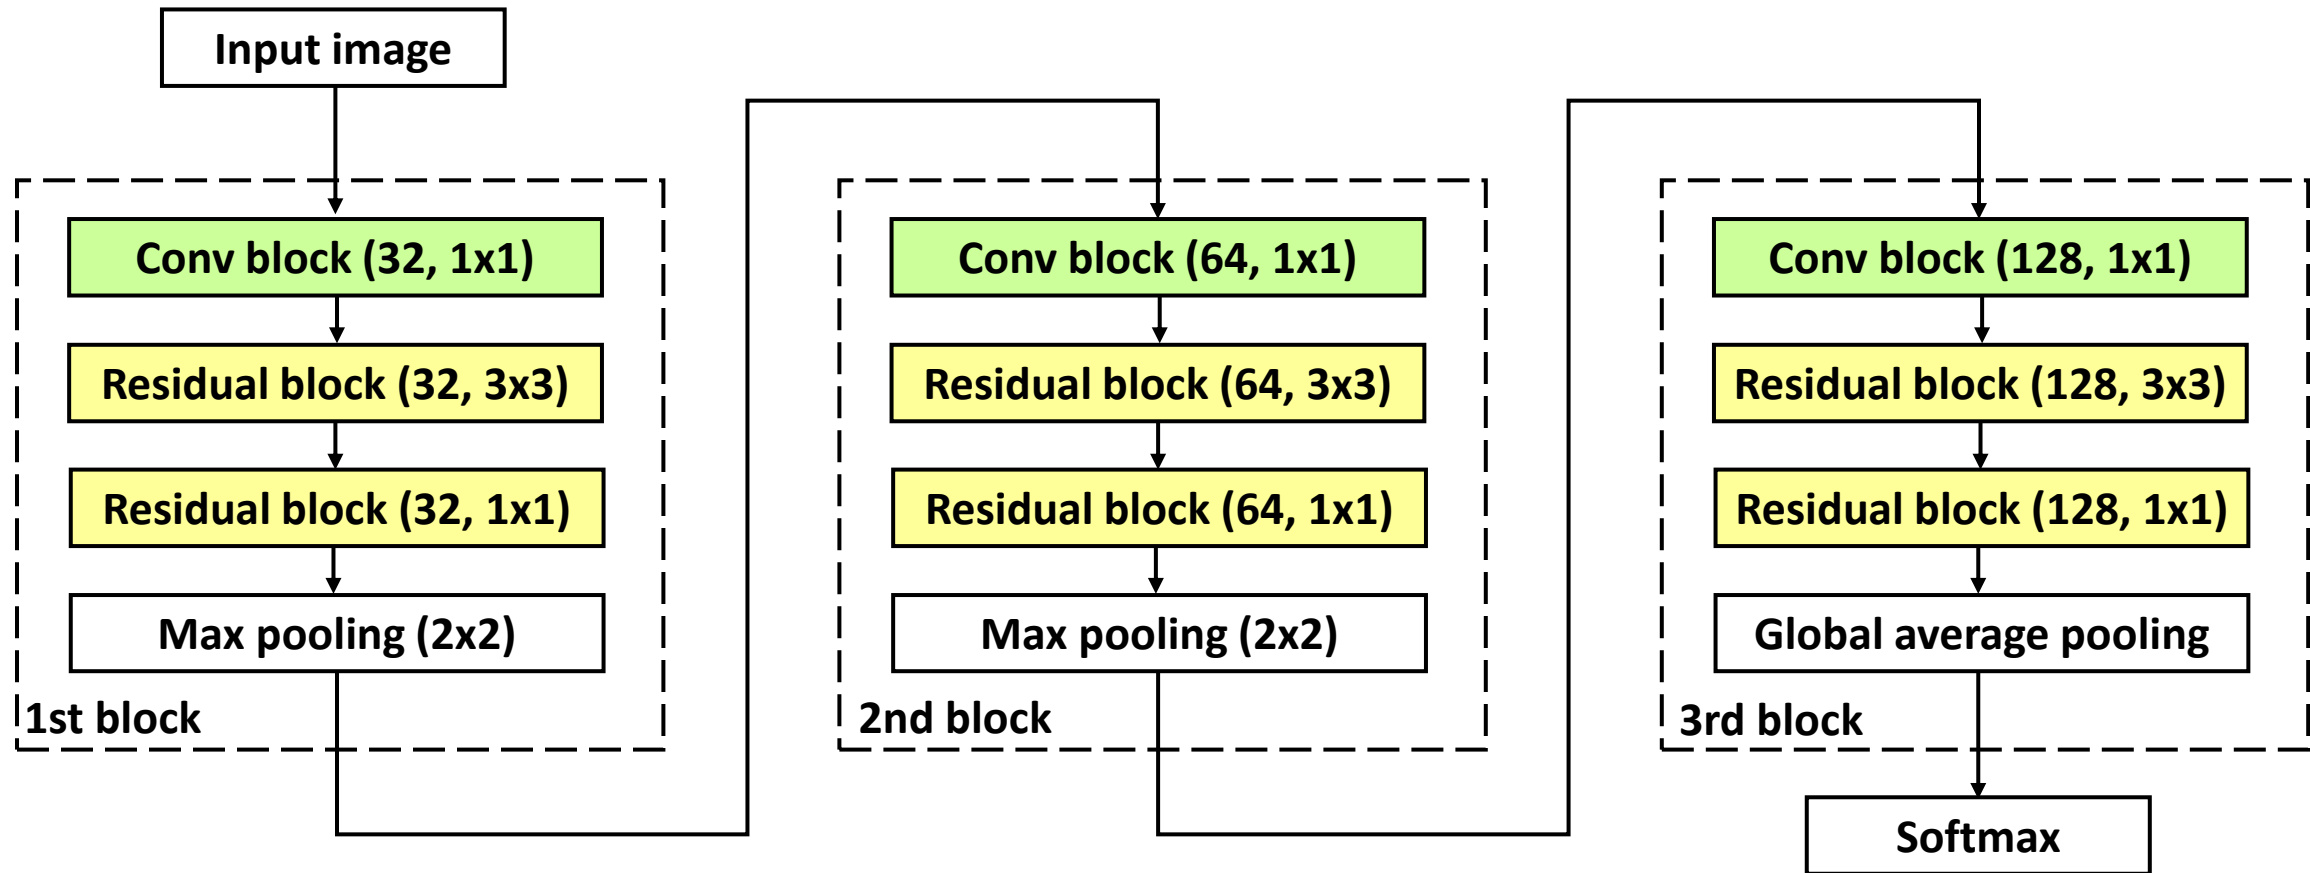 Input image
Conv block (32, 1x1)
Residual block (32, 3x3)
Residual block (32, 1x1)
Max pooling (2x2)
1st block
Conv block (64, 1x1)
Residual block (64, 3x3)
Residual block (64, 1x1)
Max pooling (2x2)
2nd block
Conv block (128, 1x1)
Residual block (128, 3x3)
Residual block (128, 1x1)
Global average pooling
3rd block
Softmax